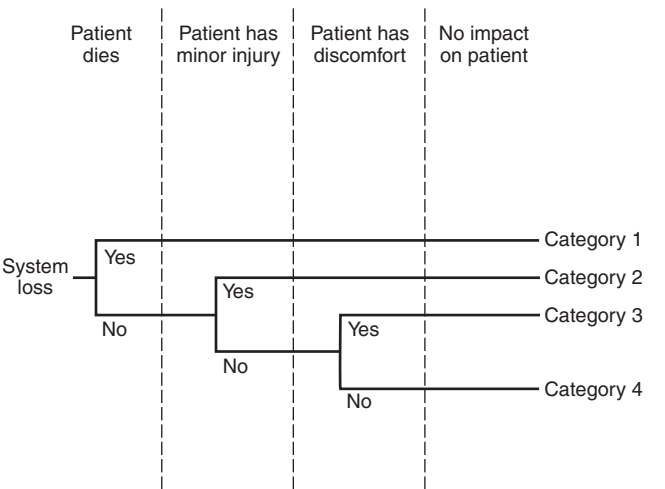 Patient
dies
Patient has
minor injury
Patient has
discomfort
No impact
on patient
System
loss
Yes
Category 1
Yes
Category 2
No
Yes
Category 3
No
Category 4
No